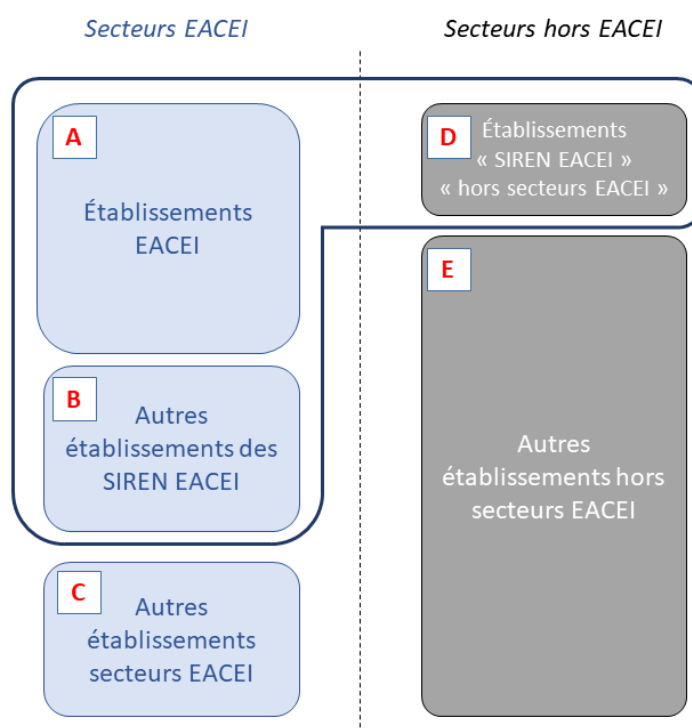 Secteurs EACEI
Secteurs hors EACEI
A
Établissements
EACEI
D
Établissements
« SIREN EACEI »
« hors secteurs EACEI »
B
Autres
établissements des
SIREN EACEI
E
Autres
établissements hors
secteurs EACEI
C
Autres
établissements
secteurs EACEI